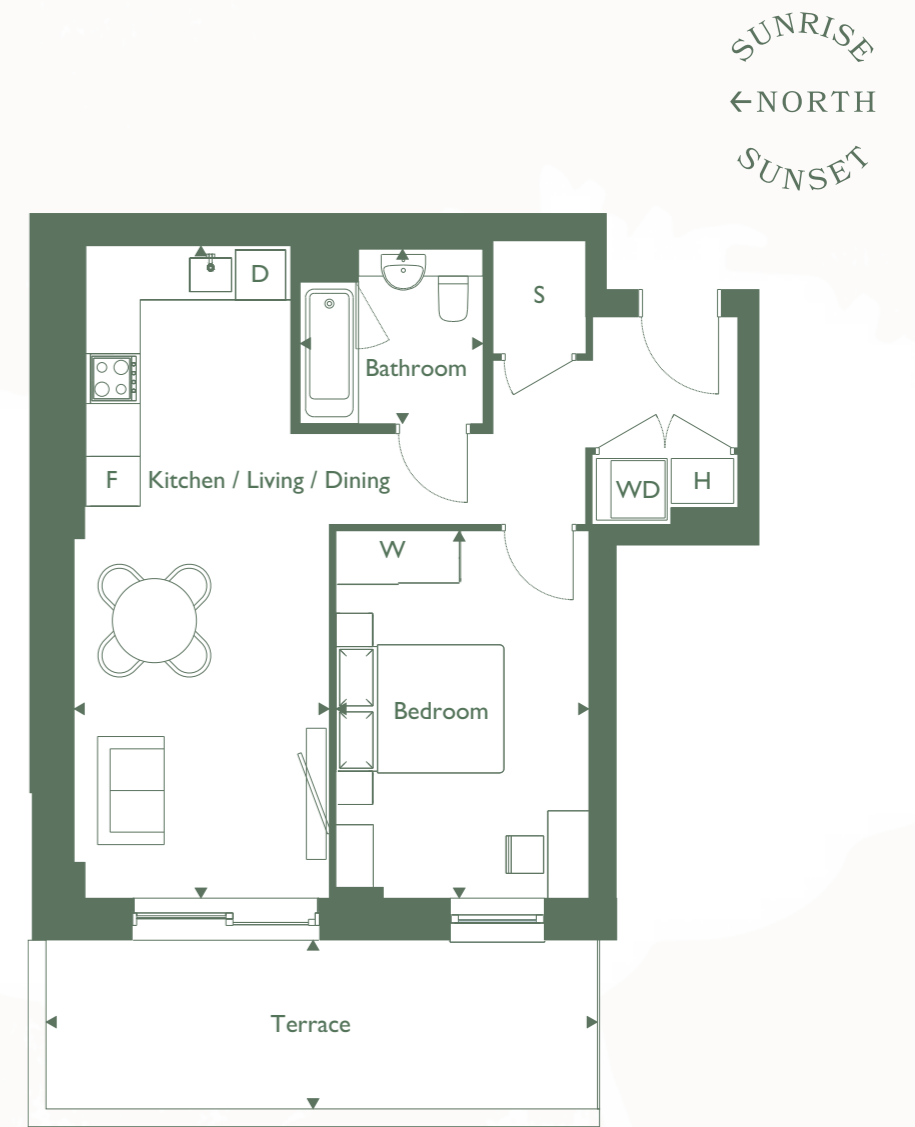 SUNRISE
←NORTH
SUNSET
D
S
Bathroom
F
Kitchen / Living / Dining
WD
H
W
Bedroom
Terrace